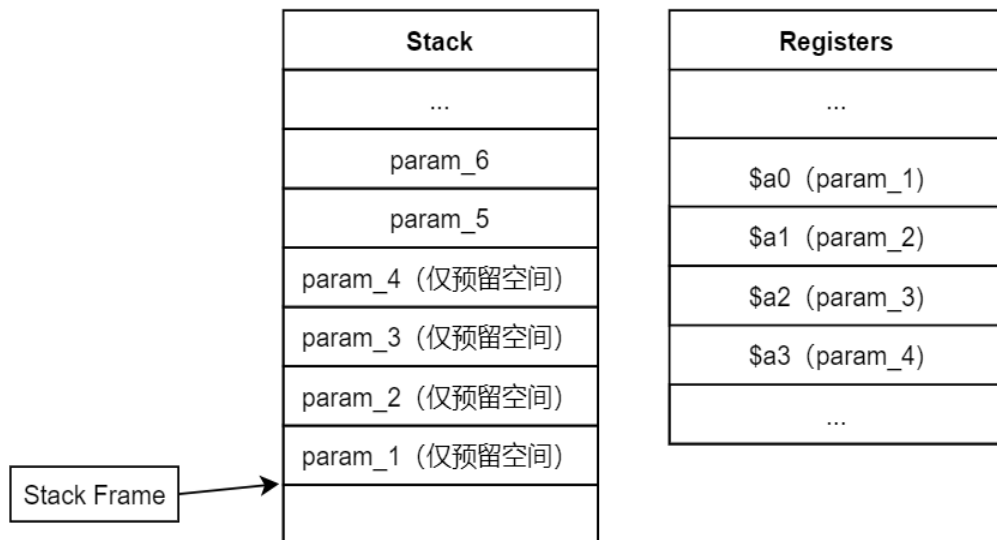 Stack
...
param_6
param_5
param_4（仅预留空间）
param_3（仅预留空间）
param_2（仅预留空间）
param_1（仅预留空间）
Stack Frame
Registers
...
$a0（param_1）
$a1（param_2）
$a2（param_3）
$a3（param_4）
...